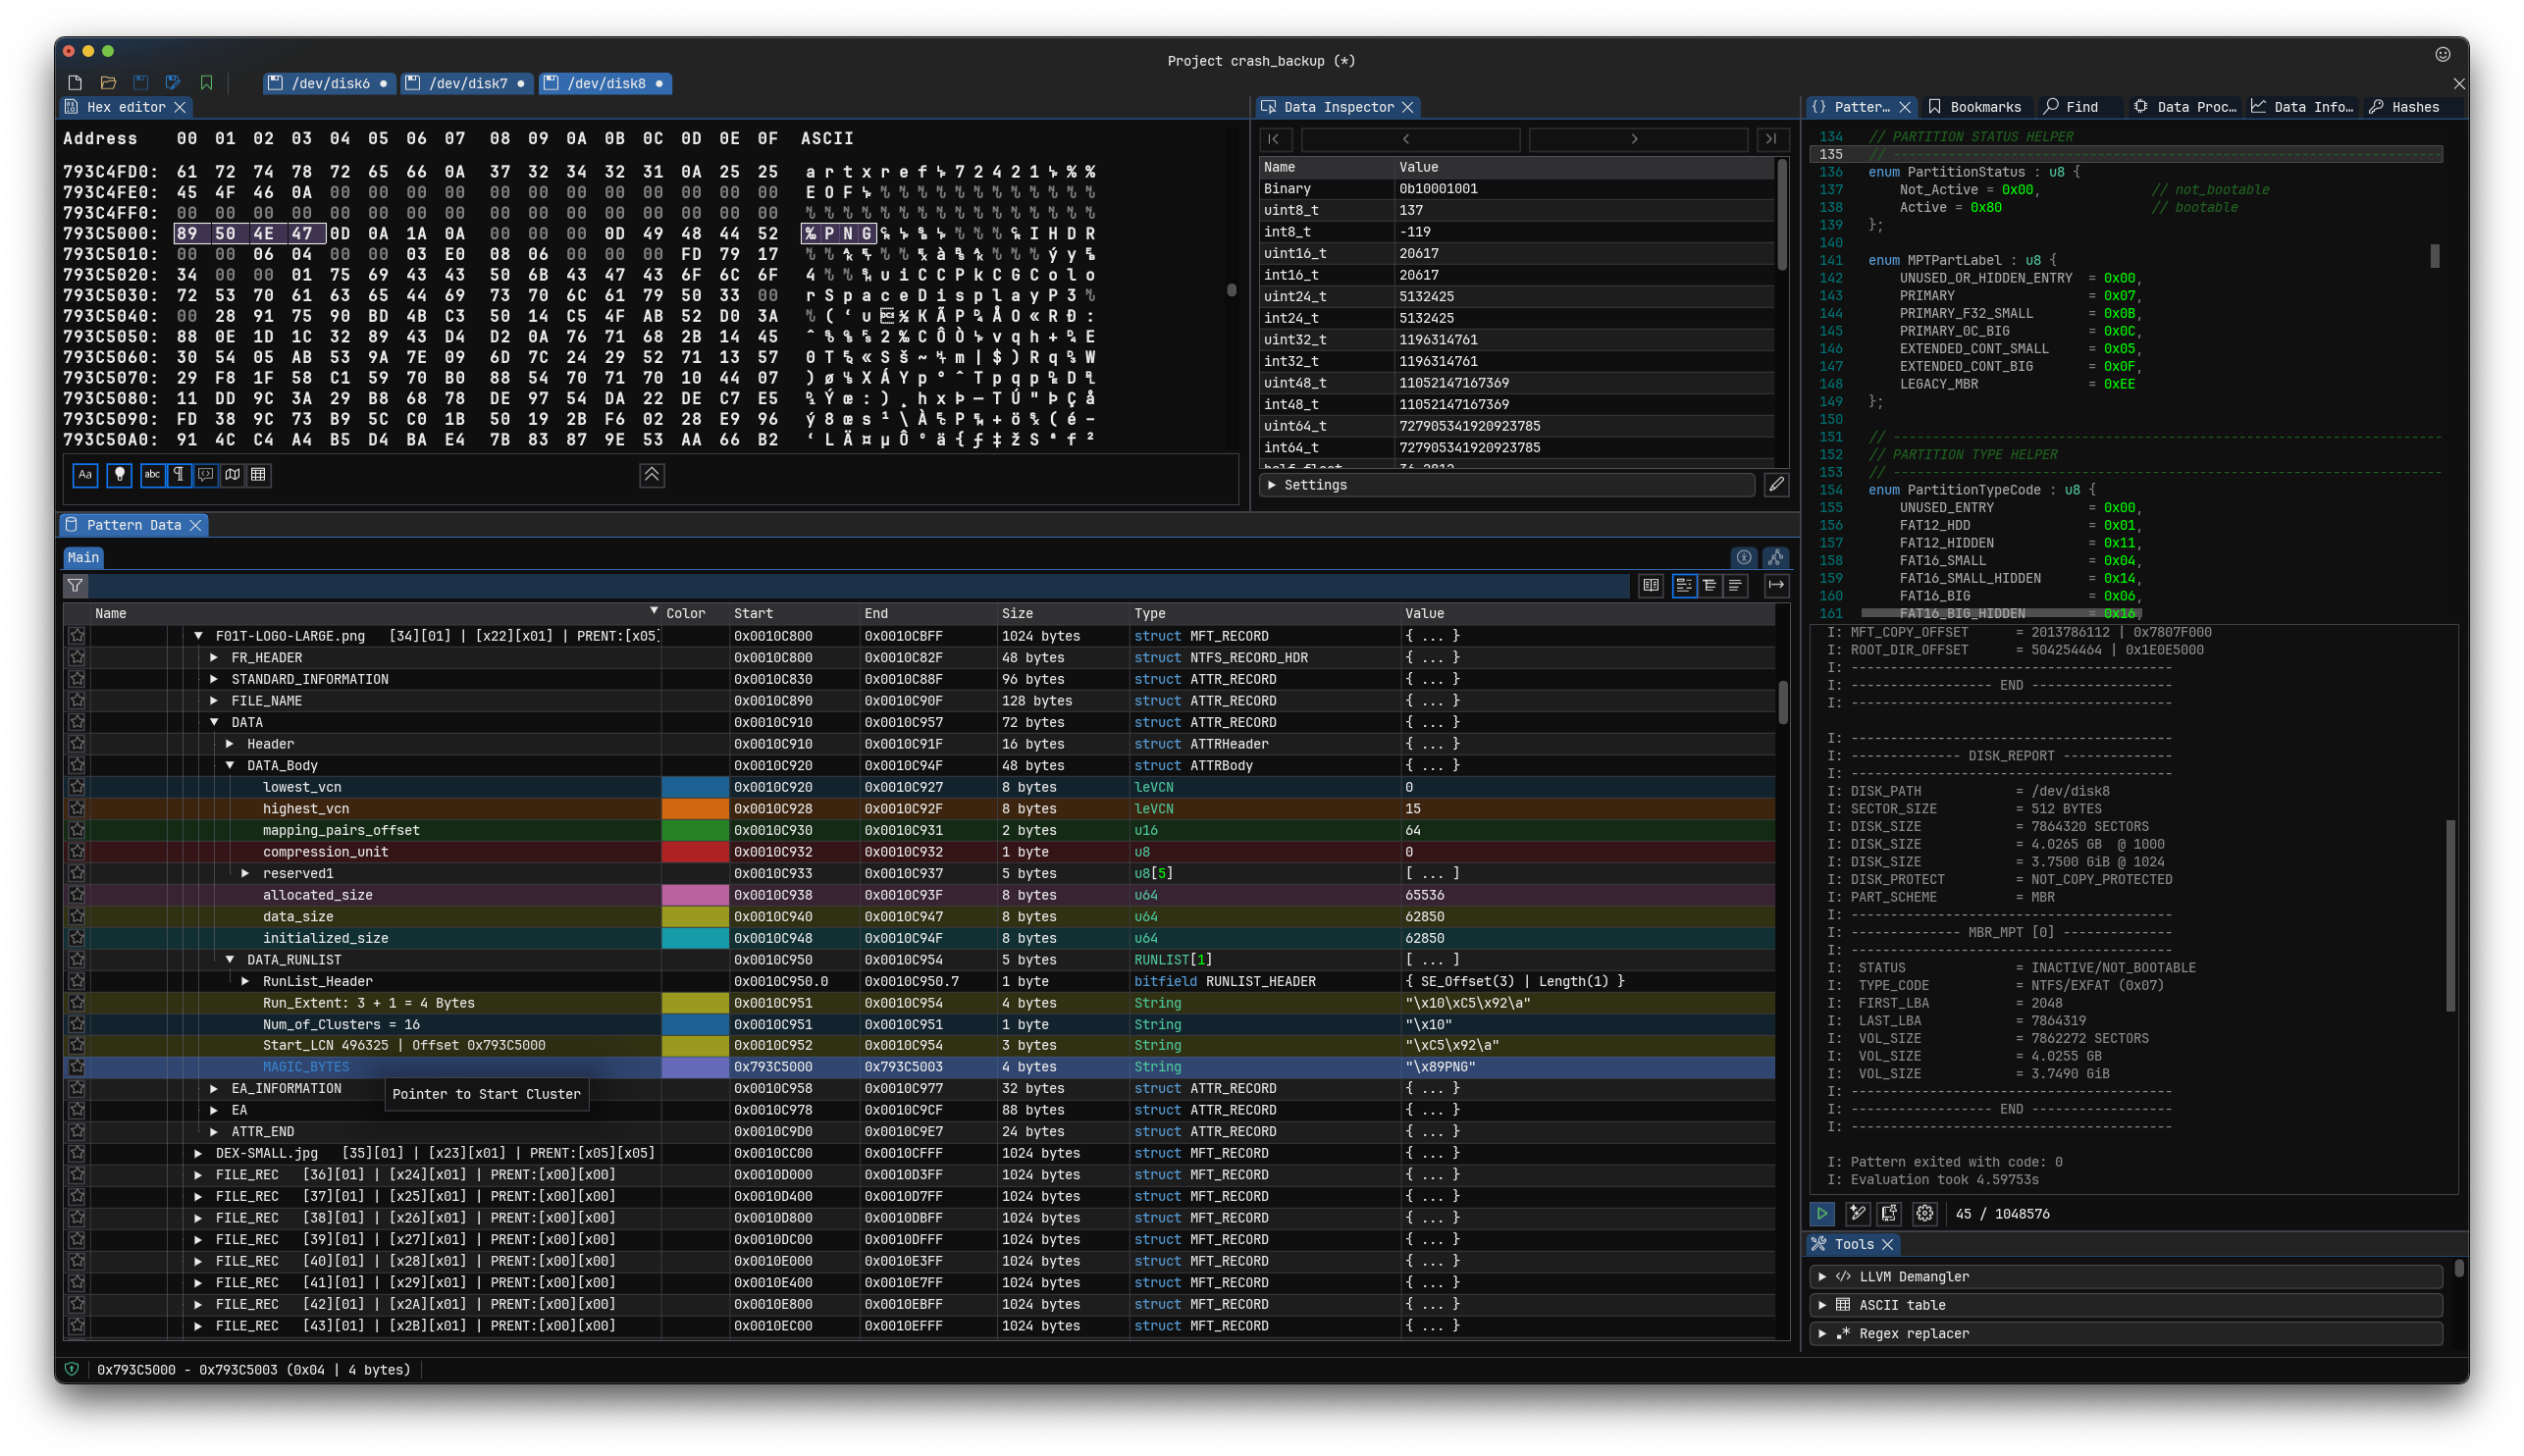 Project crash_backup (*)
/dev/disk6
/dev/disk7
/dev/disk8
Hex editor
Address 00 01 02 03 04 05 06 07 08 09 0A 0B 0C 0D 0E 0F ASCII
793C4FD0: 61 72 74 78 72 65 66 0A 37 32 34 32 31 0A 25 25
793C4FE0: 45 4F 46 0A 00 00 00 00 00 00 00 00 00 00 00 00
793C4FF0: 00 00 00 00 00 00 00 00 00 00 00 00 00 00 00 00
793C5000: 89 50 4E 47 0D 0A 1A 0A 00 00 00 0D 49 48 44 52
793C5010: 00 00 06 04 00 00 03 E0 08 06 00 00 00 FD 79 17
793C5020: 34 00 00 01 75 69 43 43 50 6B 43 47 43 6F 6C 6F
793C5030: 72 53 70 61 63 65 44 69 73 70 6C 61 79 50 33 00
793C5040: 00 28 91 75 90 BD 4B C3 50 14 C5 4F AB 52 D0 3A
793C5050: 88 0E 1D 1C 32 89 43 D4 D2 0A 76 71 68 2B 14 45
793C5060: 30 54 05 AB 53 9A 7E 09 6D 7C 24 29 52 71 13 57
793C5070: 29 F8 1F 58 C1 59 70 B0 88 54 70 71 70 10 44 07
793C5080: 11 DD 9C 3A 29 B8 68 78 DE 97 54 DA 22 DE C7 E5
793C5090: FD 38 9C 73 B9 5C C0 1B 50 19 2B F6 02 28 E9 96
793C50A0: 91 4C C4 A4 B5 D4 BA E4 7B 83 87 9E 53 AA 66 B2
Aa
abc
Data Inspector
Name Value
Binary 0b10001001
uint8_t 137
int8_t -119
uint16_t 20617
int16_t 20617
uint24_t 5132425
int24_t 5132425
uint32_t 1196314761
int32_t 1196314761
uint48_t 11052147167369
int48_t 11052147167369
uint64_t 727905341920923785
int64_t 727905341920923785
Settings
Patter…
Bookmarks
Find
Data Proc…
Data Info…
Hashes
134 // PARTITION STATUS HELPER
135 // ----------------------------------------------------------------------
136 enum PartitionStatus : u8 {
137 Not_Active = 0x00, // not_bootable
138 Active = 0x80 // bootable
139 };
140
141 enum MPTPartLabel : u8 {
142 UNUSED_OR_HIDDEN_ENTRY = 0x00,
143 PRIMARY = 0x07,
144 PRIMARY_F32_SMALL = 0x0B,
145 PRIMARY_0C_BIG = 0x0C,
146 EXTENDED_CONT_SMALL = 0x05,
147 EXTENDED_CONT_BIG = 0x0F,
148 LEGACY_MBR = 0xEE
149 };
150
151 // ----------------------------------------------------------------------
152 // PARTITION TYPE HELPER
153 // ----------------------------------------------------------------------
154 enum PartitionTypeCode : u8 {
155 UNUSED_ENTRY = 0x00,
156 FAT12_HDD = 0x01,
157 FAT12_HIDDEN = 0x11,
158 FAT16_SMALL = 0x04,
159 FAT16_SMALL_HIDDEN = 0x14,
160 FAT16_BIG = 0x06,
161 FAT16_BIG_HIDDEN = 0x16,
I: MFT_COPY_OFFSET = 2013786112 | 0x7807F000
I: ROOT_DIR_OFFSET = 504254464 | 0x1E0E5000
I: -----------------------------------------
I: ------------------ END ------------------
I: -----------------------------------------
I: -----------------------------------------
I: -------------- DISK_REPORT --------------
I: -----------------------------------------
I: DISK_PATH = /dev/disk8
I: SECTOR_SIZE = 512 BYTES
I: DISK_SIZE = 7864320 SECTORS
I: DISK_SIZE = 4.0265 GB @ 1000
I: DISK_SIZE = 3.7500 GiB @ 1024
I: DISK_PROTECT = NOT_COPY_PROTECTED
I: PART_SCHEME = MBR
I: -----------------------------------------
I: -------------- MBR_MPT [0] --------------
I: -----------------------------------------
I: STATUS = INACTIVE/NOT_BOOTABLE
I: TYPE_CODE = NTFS/EXFAT (0x07)
I: FIRST_LBA = 2048
I: LAST_LBA = 7864319
I: VOL_SIZE = 7862272 SECTORS
I: VOL_SIZE = 4.0255 GB
I: VOL_SIZE = 3.7490 GiB
I: -----------------------------------------
I: ------------------ END ------------------
I: -----------------------------------------
I: Pattern exited with code: 0
I: Evaluation took 4.59753s
45 / 1048576
Tools
LLVM Demangler
ASCII table
Regex replacer
Pattern Data
Main
Name Color Start End Size Type Value
F01T-LOGO-LARGE.png [34][01] | [x22][x01] | PRENT:[x05] 0x0010C800 0x0010CBFF 1024 bytes struct MFT_RECORD { ... }
FR_HEADER 0x0010C800 0x0010C82F 48 bytes struct NTFS_RECORD_HDR { ... }
STANDARD_INFORMATION 0x0010C830 0x0010C88F 96 bytes struct ATTR_RECORD { ... }
FILE_NAME 0x0010C890 0x0010C90F 128 bytes struct ATTR_RECORD { ... }
DATA 0x0010C910 0x0010C957 72 bytes struct ATTR_RECORD { ... }
Header 0x0010C910 0x0010C91F 16 bytes struct ATTRHeader { ... }
DATA_Body 0x0010C920 0x0010C94F 48 bytes struct ATTRBody { ... }
lowest_vcn 0x0010C920 0x0010C927 8 bytes leVCN 0
highest_vcn 0x0010C928 0x0010C92F 8 bytes leVCN 15
mapping_pairs_offset 0x0010C930 0x0010C931 2 bytes u16 64
compression_unit 0x0010C932 0x0010C932 1 byte u8 0
reserved1 0x0010C933 0x0010C937 5 bytes u8[5] [ ... ]
allocated_size 0x0010C938 0x0010C93F 8 bytes u64 65536
data_size 0x0010C940 0x0010C947 8 bytes u64 62850
initialized_size 0x0010C948 0x0010C94F 8 bytes u64 62850
DATA_RUNLIST 0x0010C950 0x0010C954 5 bytes RUNLIST[1] [ ... ]
RunList_Header 0x0010C950.0 0x0010C950.7 1 byte bitfield RUNLIST_HEADER { SE_Offset(3) | Length(1) }
Run_Extent: 3 + 1 = 4 Bytes 0x0010C951 0x0010C954 4 bytes String "\x10\xC5\x92\a"
Num_of_Clusters = 16 0x0010C951 0x0010C951 1 byte String "\x10"
Start_LCN 496325 | Offset 0x793C5000 0x0010C952 0x0010C954 3 bytes String "\xC5\x92\a"
MAGIC_BYTES 0x793C5000 0x793C5003 4 bytes String "\x89PNG"
EA_INFORMATION 0x0010C958 0x0010C977 32 bytes struct ATTR_RECORD { ... }
Pointer to Start Cluster
EA 0x0010C978 0x0010C9CF 88 bytes struct ATTR_RECORD { ... }
ATTR_END 0x0010C9D0 0x0010C9E7 24 bytes struct ATTR_RECORD { ... }
DEX-SMALL.jpg [35][01] | [x23][x01] | PRENT:[x05][x05] 0x0010CC00 0x0010CFFF 1024 bytes struct MFT_RECORD { ... }
FILE_REC [36][01] | [x24][x01] | PRENT:[x00][x00] 0x0010D000 0x0010D3FF 1024 bytes struct MFT_RECORD { ... }
FILE_REC [37][01] | [x25][x01] | PRENT:[x00][x00] 0x0010D400 0x0010D7FF 1024 bytes struct MFT_RECORD { ... }
FILE_REC [38][01] | [x26][x01] | PRENT:[x00][x00] 0x0010D800 0x0010DBFF 1024 bytes struct MFT_RECORD { ... }
FILE_REC [39][01] | [x27][x01] | PRENT:[x00][x00] 0x0010DC00 0x0010DFFF 1024 bytes struct MFT_RECORD { ... }
FILE_REC [40][01] | [x28][x01] | PRENT:[x00][x00] 0x0010E000 0x0010E3FF 1024 bytes struct MFT_RECORD { ... }
FILE_REC [41][01] | [x29][x01] | PRENT:[x00][x00] 0x0010E400 0x0010E7FF 1024 bytes struct MFT_RECORD { ... }
FILE_REC [42][01] | [x2A][x01] | PRENT:[x00][x00] 0x0010E800 0x0010EBFF 1024 bytes struct MFT_RECORD { ... }
FILE_REC [43][01] | [x2B][x01] | PRENT:[x00][x00] 0x0010EC00 0x0010EFFF 1024 bytes struct MFT_RECORD { ... }
0x793C5000 - 0x793C5003 (0x04 | 4 bytes)